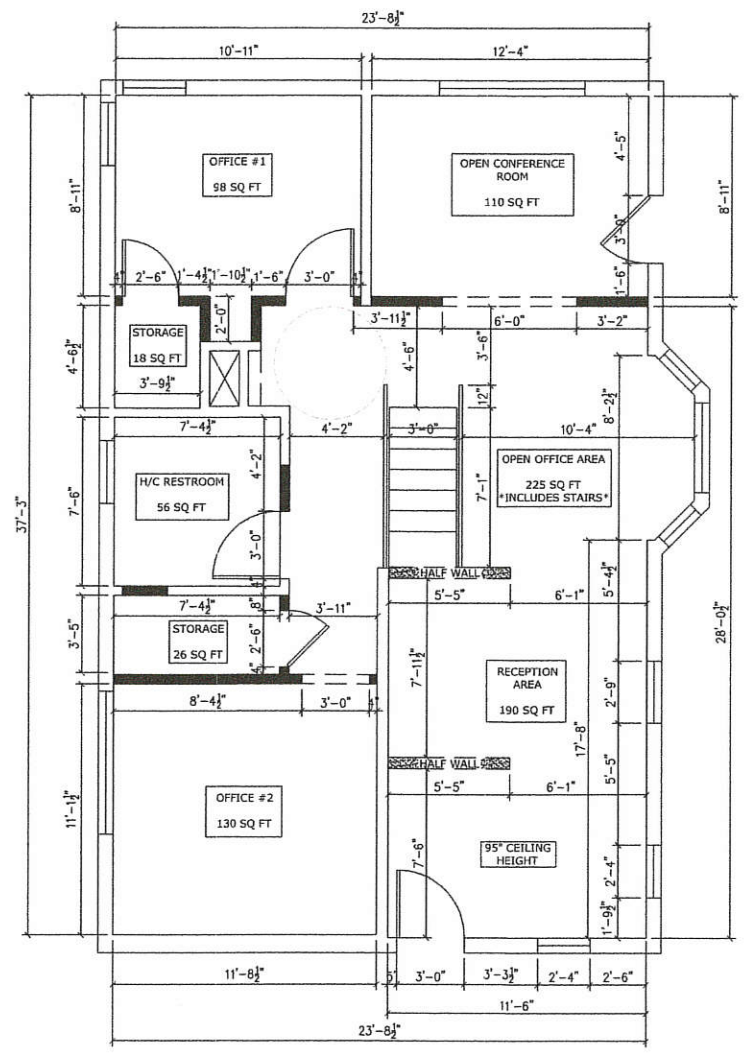 23'-8½"
10'-11"
12'-4"
OFFICE #1
98 SQ FT
OPEN CONFERENCE
ROOM
110 SQ FT
4'-5"
8'-11"
8'-11"
3'-0"
1'-6"
4"
2'-6"
1'-4½"
1'-10½"
1'-6"
3'-0"
4"
2'-0"
3'-11½"
6'-0"
3'-2"
STORAGE
18 SQ FT
4'-6½"
3'-9½"
4'-6"
3'-6"
12"
8'-2½"
7'-4½"
4'-2"
3'-0"
10'-4"
4'-2"
H/C RESTROOM
56 SQ FT
7'-6"
3'-0"
4"
7'-1"
OPEN OFFICE AREA
225 SQ FT
*INCLUDES STAIRS*
37'-3"
28'-0½"
HALF WALL
5'-5"
6'-1"
5'-4½"
7'-4½"
8"
3'-11"
STORAGE
26 SQ FT
3'-5"
2'-6"
4"
7'-11½"
RECEPTION
AREA
190 SQ FT
2'-9"
17'-8"
8'-4½"
3'-0"
4"
5'-5"
HALF WALL
5'-5"
6'-1"
OFFICE #2
130 SQ FT
11'-1½"
7'-6"
95" CEILING
HEIGHT
2'-4"
1'-9½"
11'-8½"
3'-0"
3'-3½"
2'-4"
2'-6"
11'-6"
23'-8½"